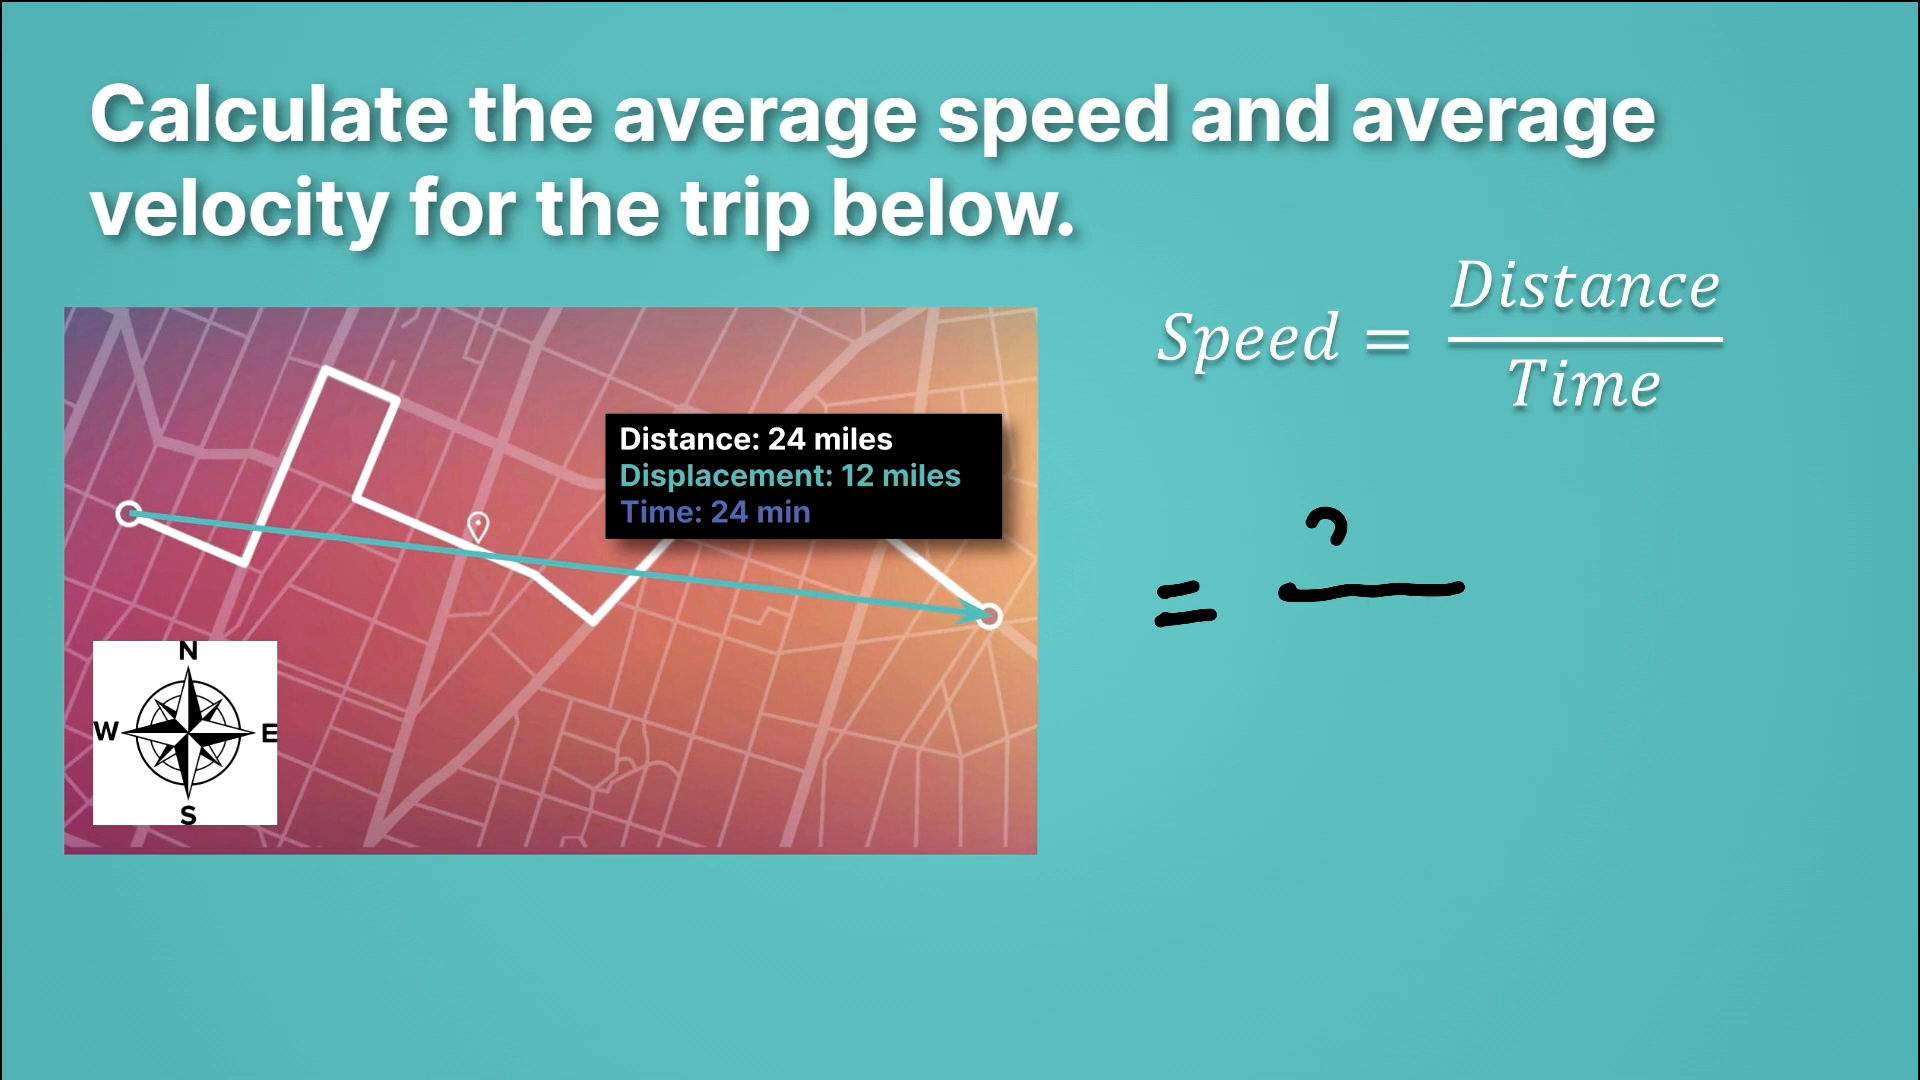 Calculate the average speed and average
velocity for the trip below.
Speed = Distance / Time
Distance: 24 miles
Displacement: 12 miles
Time: 24 min
=
N
W E
S